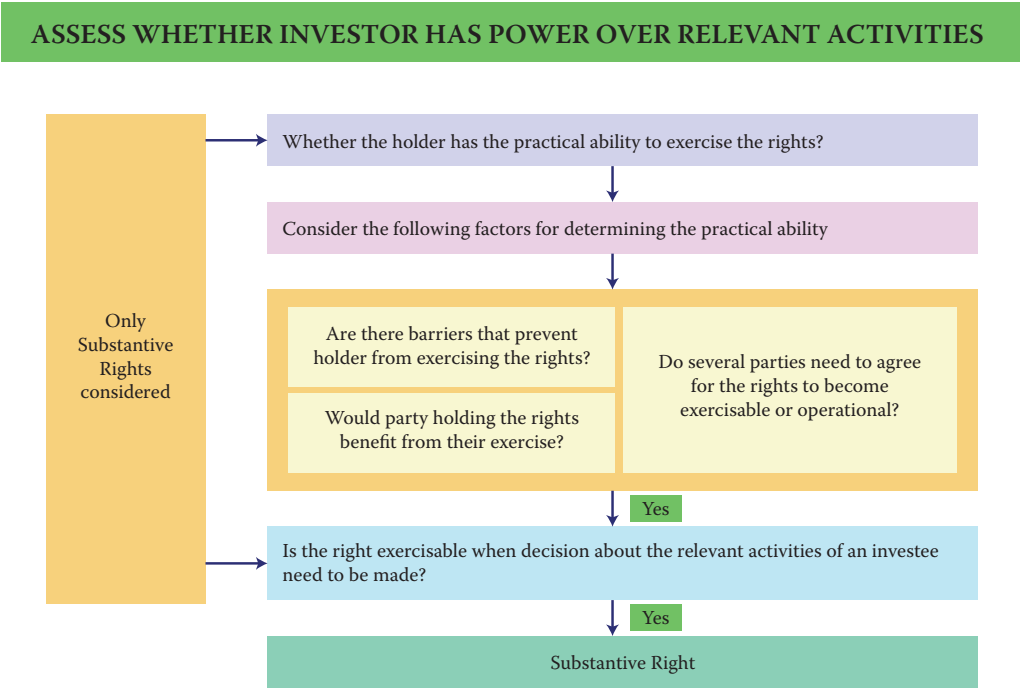 ASSESS WHETHER INVESTOR HAS POWER OVER RELEVANT ACTIVITIES
Only
Substantive
Rights
considered
Whether the holder has the practical ability to exercise the rights?
Consider the following factors for determining the practical ability
Are there barriers that prevent
holder from exercising the rights?
Would party holding the rights
benefit from their exercise?
Do several parties need to agree
for the rights to become
exercisable or operational?
Yes
Is the right exercisable when decision about the relevant activities of an investee
need to be made?
Yes
Substantive Right